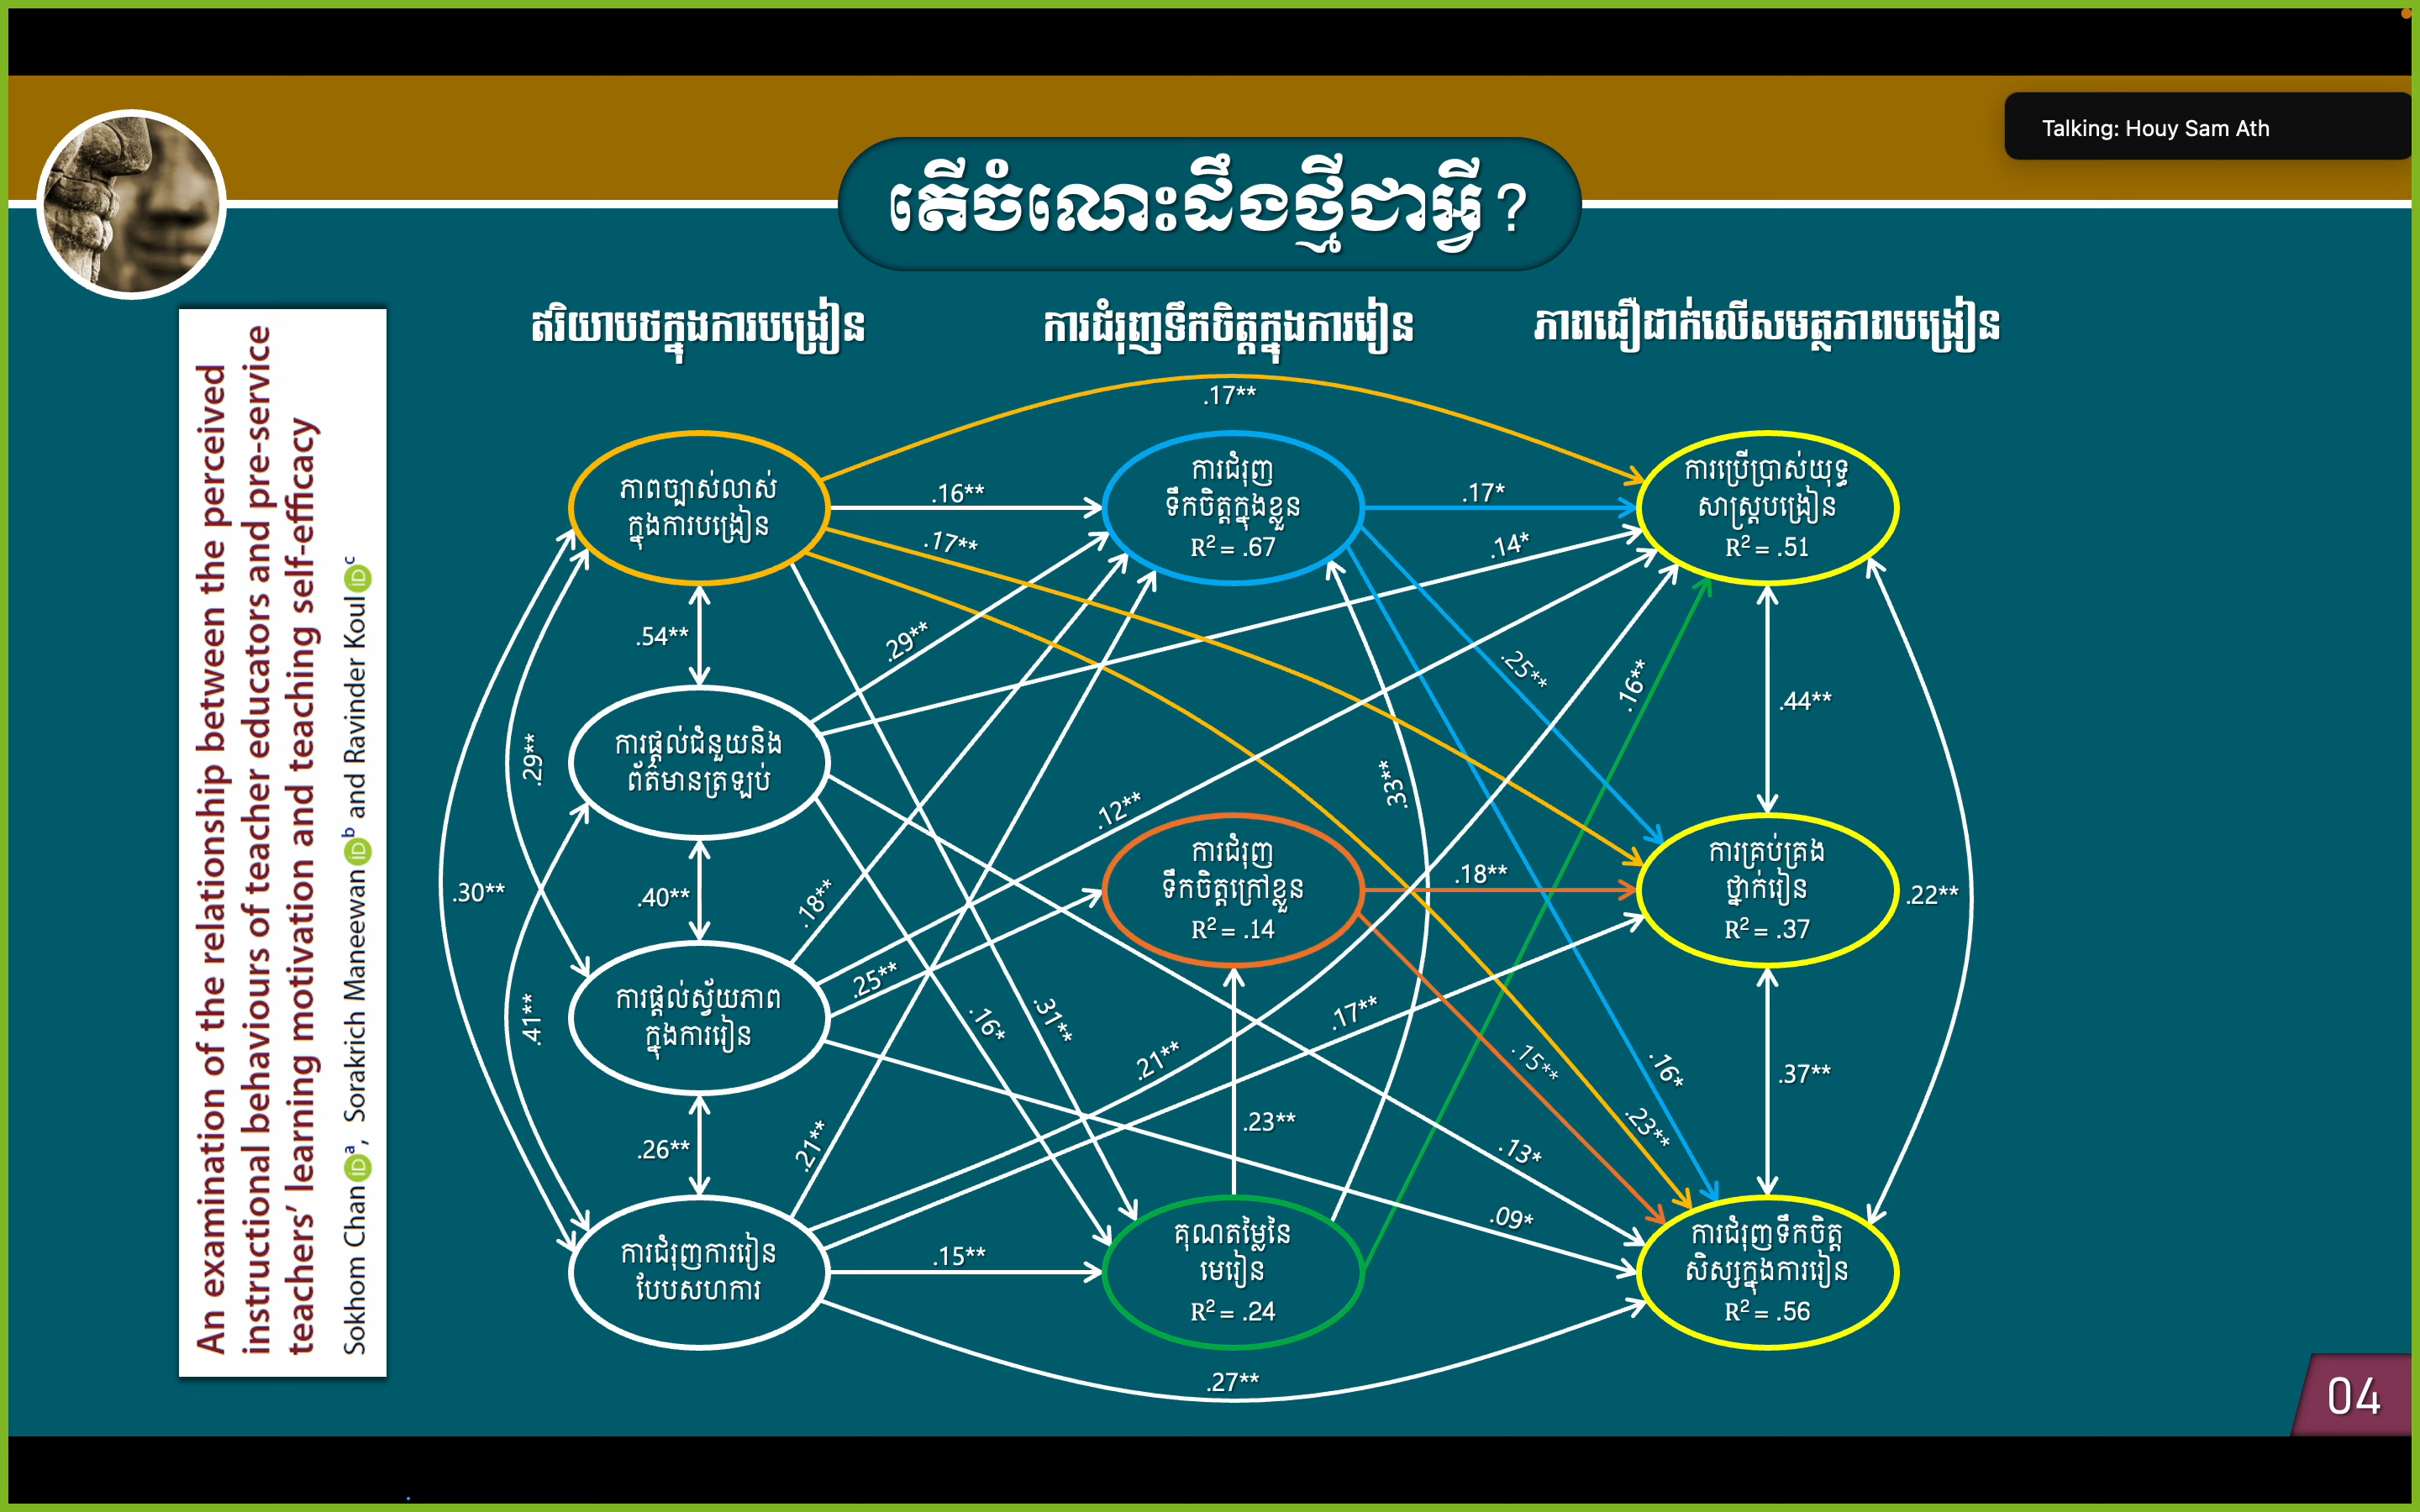 Talking: Houy Sam Ath
តើចំណេះដឹងថ្មីជាអ្វី?
An examination of the relationship between the perceived
instructional behaviours of teacher educators and pre-service
teachers' learning motivation and teaching self-efficacy
Sokhom Chan iD a, Sorakrich Maneewan iD b and Ravinder Koul iD c
ឥរិយាបថក្នុងការបង្រៀន
ការជំរុញទឹកចិត្តក្នុងការរៀន
ភាពជឿជាក់លើសមត្ថភាពបង្រៀន
.17**
ភាពច្បាស់លាស់
ក្នុងការបង្រៀន
.16**
.17**
ការជំរុញ
ទឹកចិត្តក្នុងខ្លួន
R² = .67
.17*
.14*
ការប្រើប្រាស់យុទ្ធ
សាស្ត្របង្រៀន
R² = .51
.54**
.29**
.25**
.16**
.44**
.29**
ការផ្តល់ជំនួយនិង
ព័ត៌មានត្រឡប់
.12**
.33**
.30**
.40**
.18**
ការជំរុញ
ទឹកចិត្តក្រៅខ្លួន
R² = .14
.18**
ការគ្រប់គ្រង
ថ្នាក់រៀន
R² = .37
.22**
.41**
ការផ្តល់ស្វ័យភាព
ក្នុងការរៀន
.25**
.16*
.31**
.21**
.17**
.15**
.16*
.37**
.26**
.21**
.23**
.13*
.23**
.09*
ការជំរុញការរៀន
បែបសហការ
.15**
គុណតម្លៃនៃ
មេរៀន
R² = .24
ការជំរុញទឹកចិត្ត
សិស្សក្នុងការរៀន
R² = .56
.27**
04